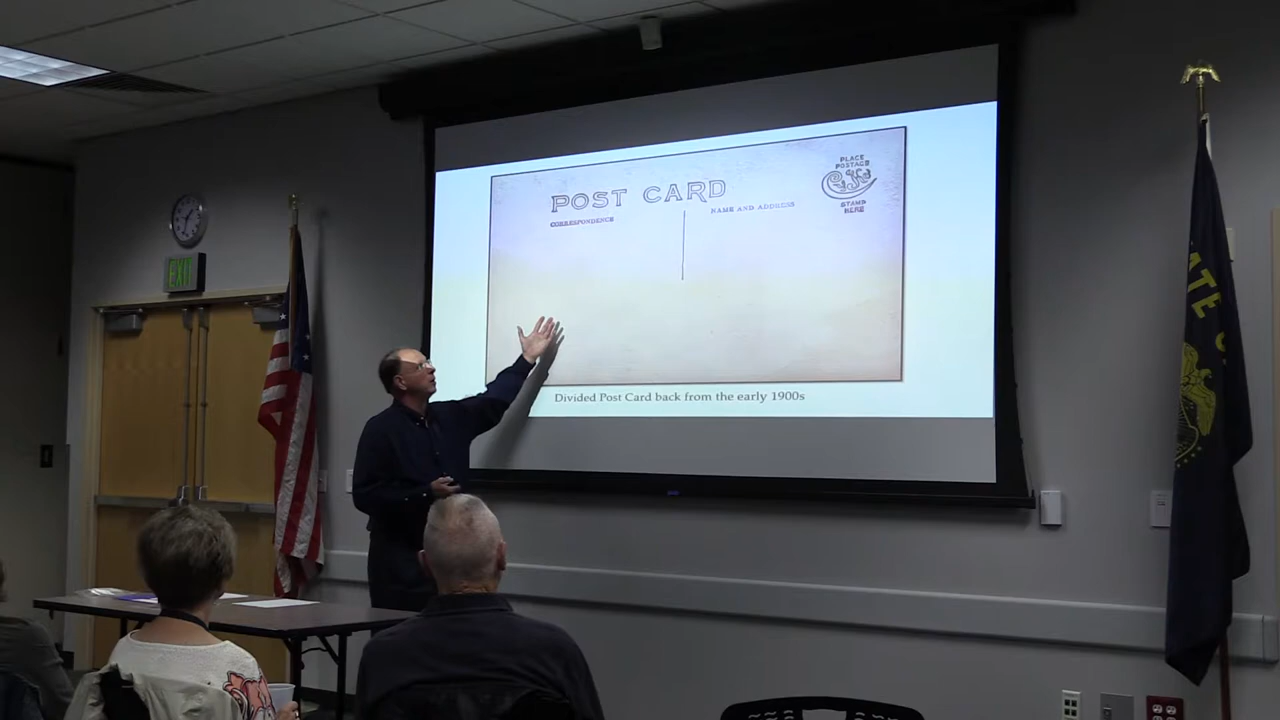 PLACE
POSTAGE
STAMP
HERE
POST CARD
CORRESPONDENCE
NAME AND ADDRESS
Divided Post Card back from the early 1900s
EXIT
ATE